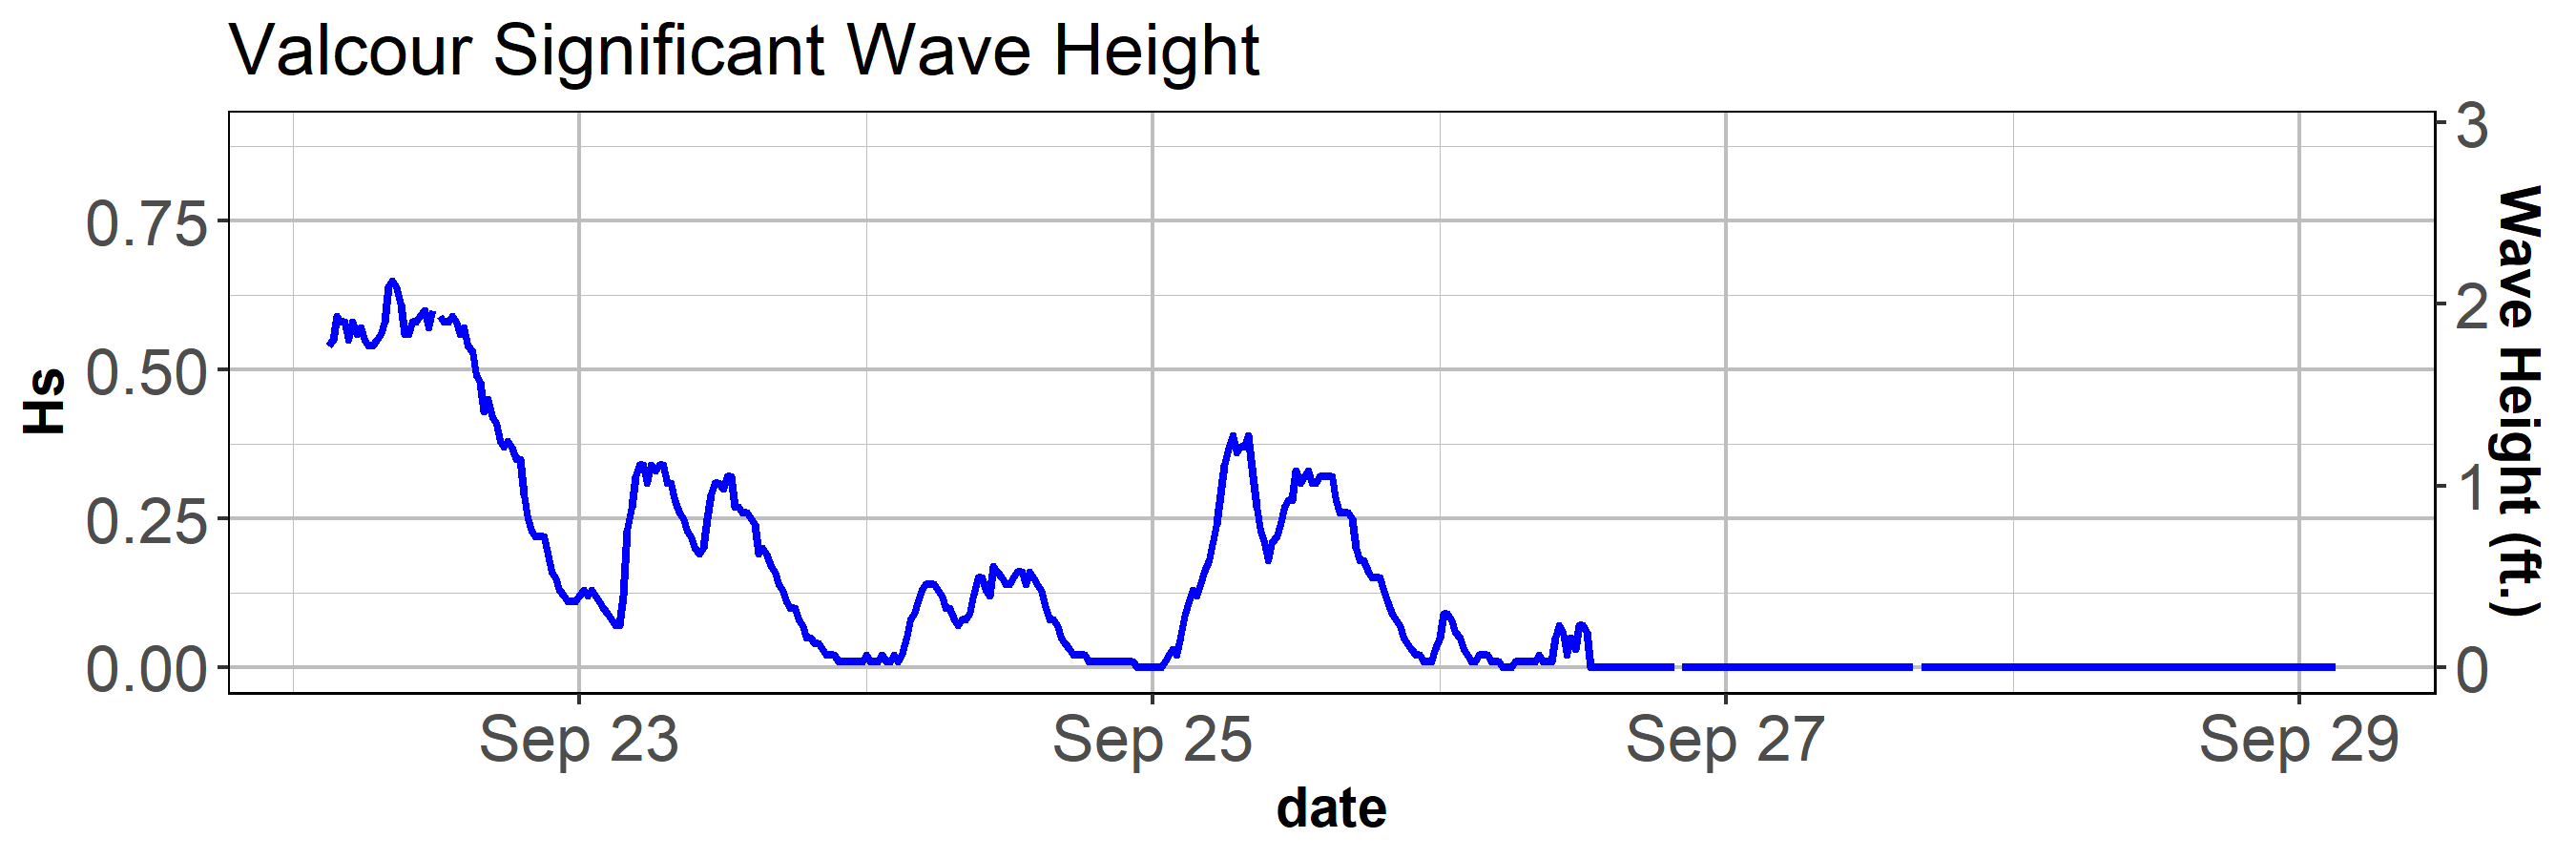 Valcour Significant Wave Height
Hs
0.75
0.50
0.25
0.00
3
2
1
0
Wave Height (ft.)
Sep 23
Sep 25
Sep 27
Sep 29
date